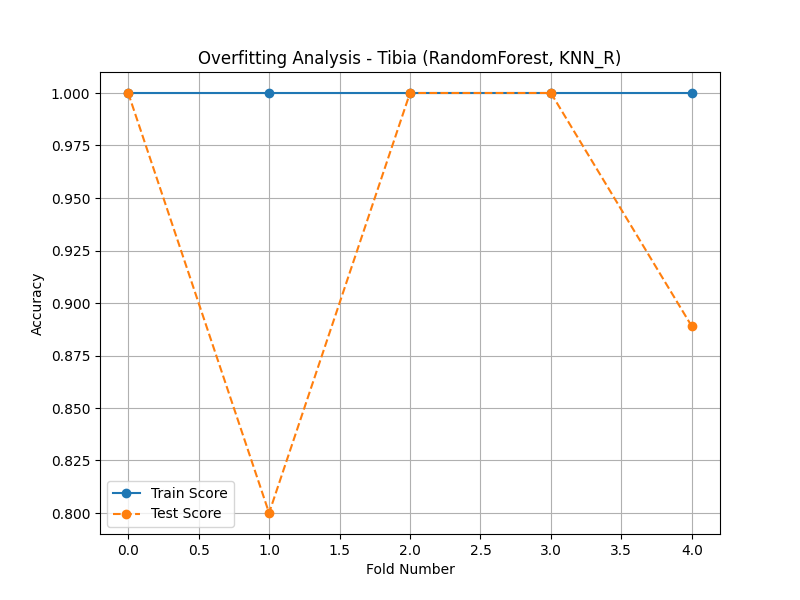 Overfitting Analysis - Tibia (RandomForest, KNN_R)
1.000
0.975
0.950
0.925
0.900
0.875
0.850
0.825
0.800
Accuracy
Train Score
Test Score
0.0 0.5 1.0 1.5 2.0 2.5 3.0 3.5 4.0
Fold Number